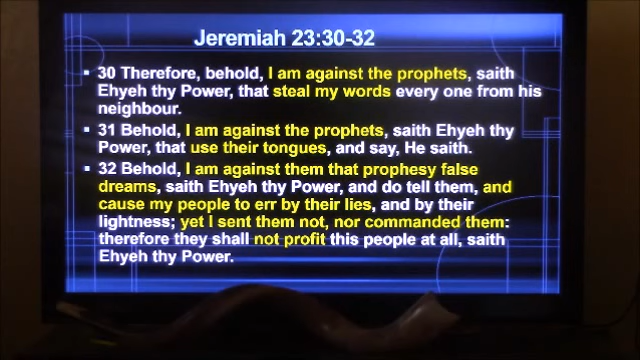 Jeremiah 23:30-32
▪ 30 Therefore, behold, I am against the prophets, saith
Ehyeh thy Power, that steal my words every one from his
neighbour.
▪ 31 Behold, I am against the prophets, saith Ehyeh thy
Power, that use their tongues, and say, He saith.
▪ 32 Behold, I am against them that prophesy false
dreams, saith Ehyeh thy Power, and do tell them, and
cause my people to err by their lies, and by their
lightness; yet I sent them not, nor commanded them:
therefore they shall not profit this people at all, saith
Ehyeh thy Power.